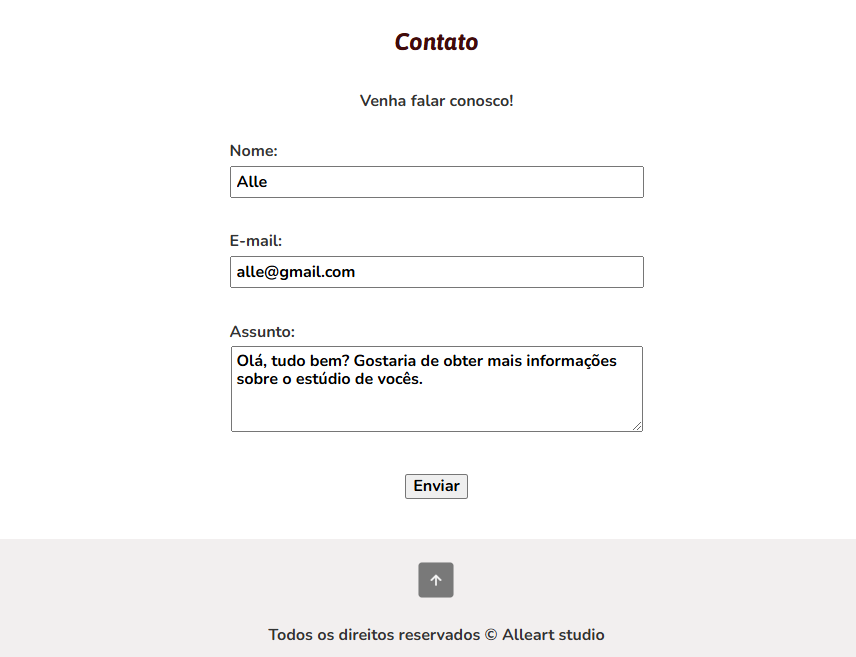 Contato
Venha falar conosco!
Nome:
Alle
E-mail:
alle@gmail.com
Assunto:
Olá, tudo bem? Gostaria de obter mais informações
sobre o estúdio de vocês.
Enviar
Todos os direitos reservados © Alleart studio